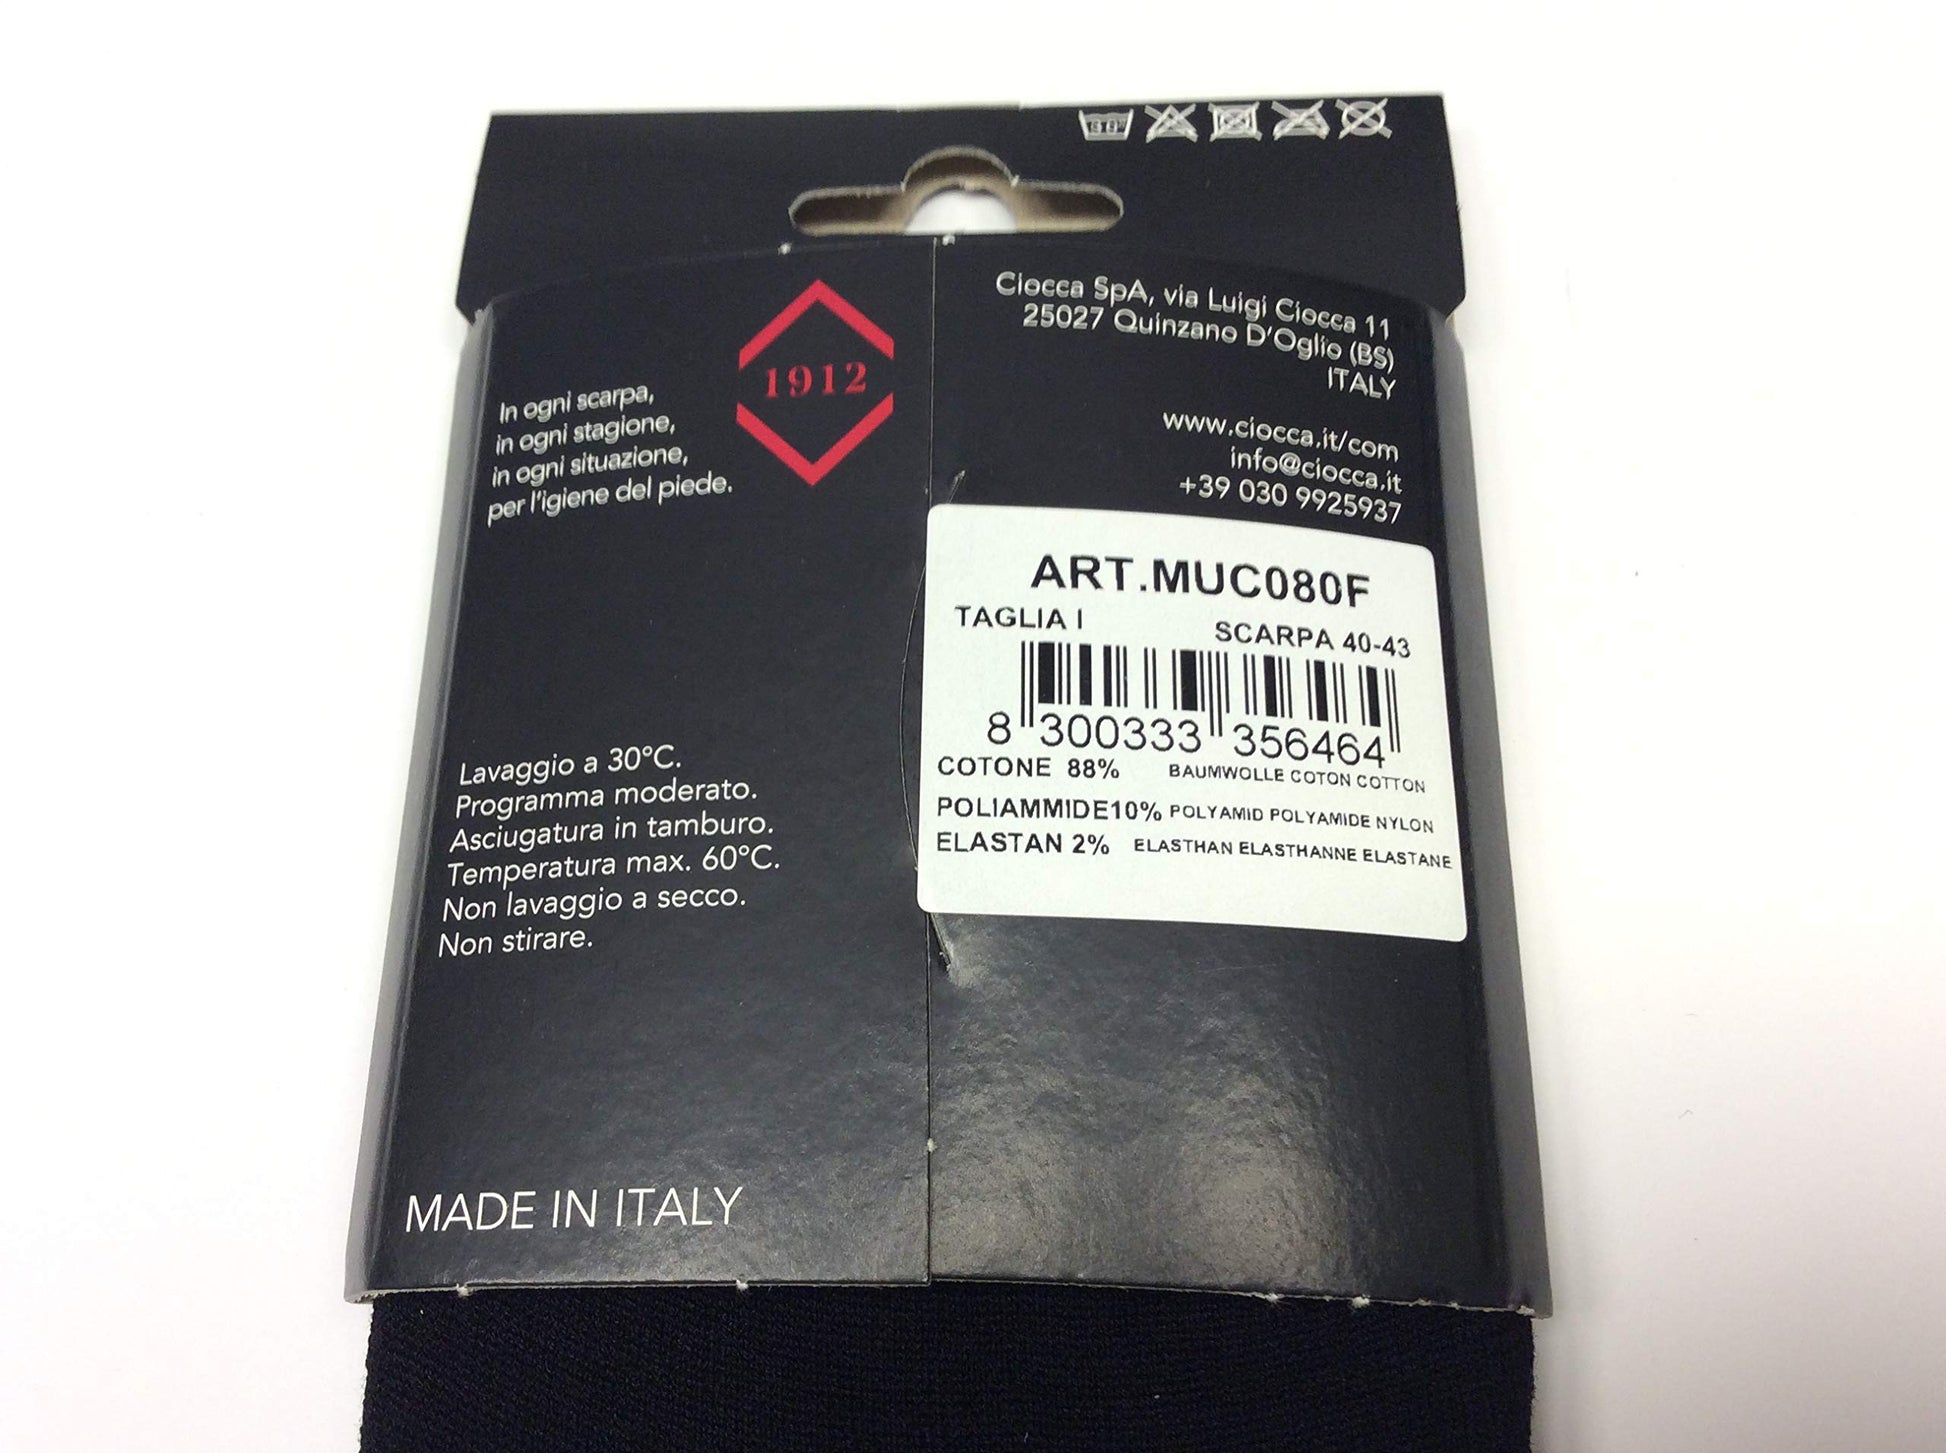 1912
In ogni scarpa,
in ogni stagione,
in ogni situazione,
per l'igiene del piede.
Lavaggio a 30°C.
Programma moderato.
Asciugatura in tamburo.
Temperatura max. 60°C.
Non lavaggio a secco.
Non stirare.
MADE IN ITALY
Ciocca SpA, via Luigi Ciocca 11
25027 Quinzano D'Oglio (BS)
ITALY
www.ciocca.it/com
info@ciocca.it
+39 030 9925937
ART.MUC080F
TAGLIA I SCARPA 40-43
8 300333 356464
COTONE 88% BAUMWOLLE COTON COTTON
POLIAMMIDE10% POLYAMID POLYAMIDE NYLON
ELASTAN 2% ELASTHAN ELASTHANNE ELASTANE